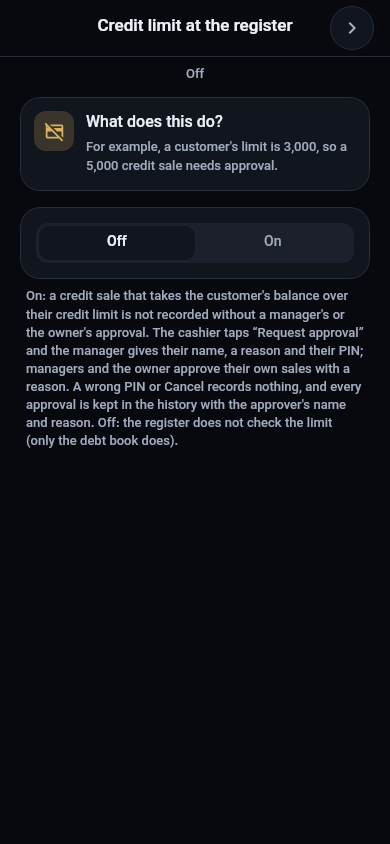 Credit limit at the register
Off
What does this do?
For example, a customer's limit is 3,000, so a
5,000 credit sale needs approval.
Off
On
On: a credit sale that takes the customer's balance over
their credit limit is not recorded without a manager's or
the owner's approval. The cashier taps “Request approval”
and the manager gives their name, a reason and their PIN;
managers and the owner approve their own sales with a
reason. A wrong PIN or Cancel records nothing, and every
approval is kept in the history with the approver's name
and reason. Off: the register does not check the limit
(only the debt book does).